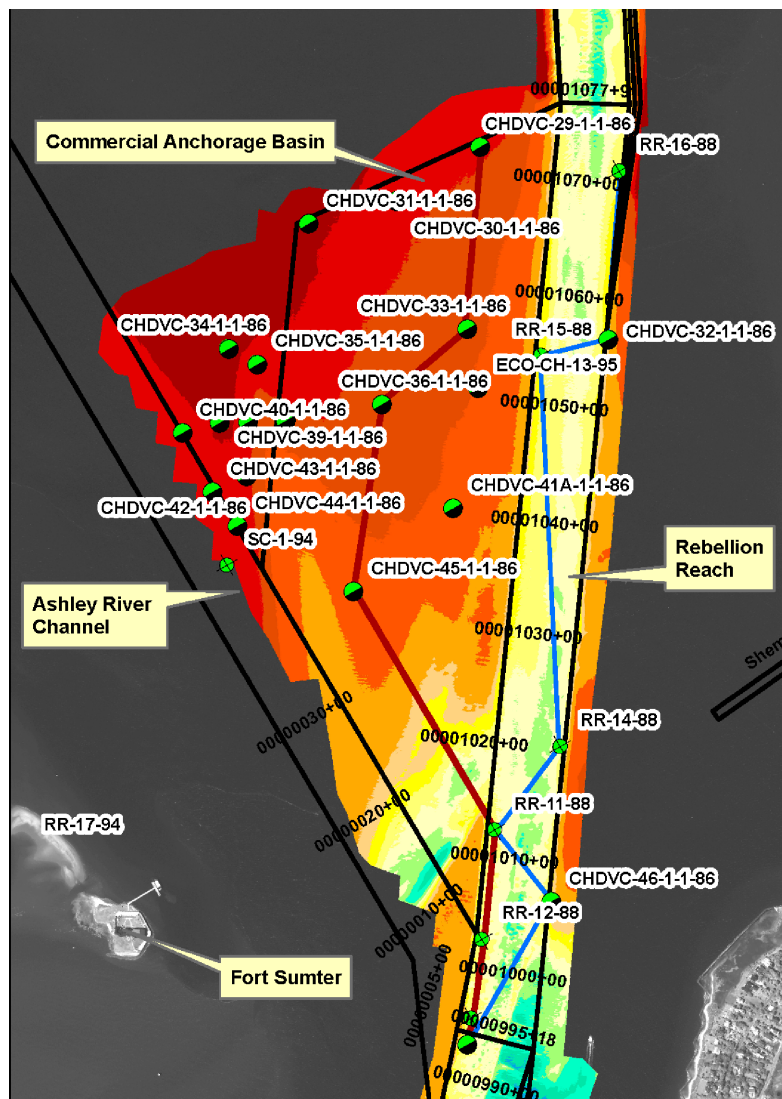 00001077+9
CHDVC-29-1-1-86
Commercial Anchorage Basin
RR-16-88
00001070+00
CHDVC-31-1-1-86
CHDVC-30-1-1-86
00001060+00
CHDVC-33-1-1-86
RR-15-88
CHDVC-32-1-1-86
CHDVC-34-1-1-86
CHDVC-35-1-1-86
ECO-CH-13-95
CHDVC-36-1-1-86
00001050+00
CHDVC-40-1-1-86
CHDVC-39-1-1-86
CHDVC-43-1-1-86
CHDVC-41A-1-1-86
CHDVC-42-1-1-86
CHDVC-44-1-1-86
00001040+00
SC-1-94
Rebellion
Reach
CHDVC-45-1-1-86
Ashley River
Channel
00001030+00
Shem
00000030+00
RR-14-88
00001020+00
RR-11-88
00000020+00
RR-17-94
00001010+00
CHDVC-46-1-1-86
RR-12-88
00000010+00
Fort Sumter
00001000+00
00000005+00
00000995+18
00000990+00